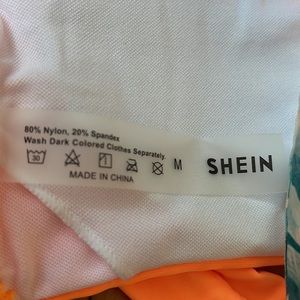 80% Nylon, 20% Spandex
Wash Dark Colored Clothes Separately.
30 M SHEIN
MADE IN CHINA